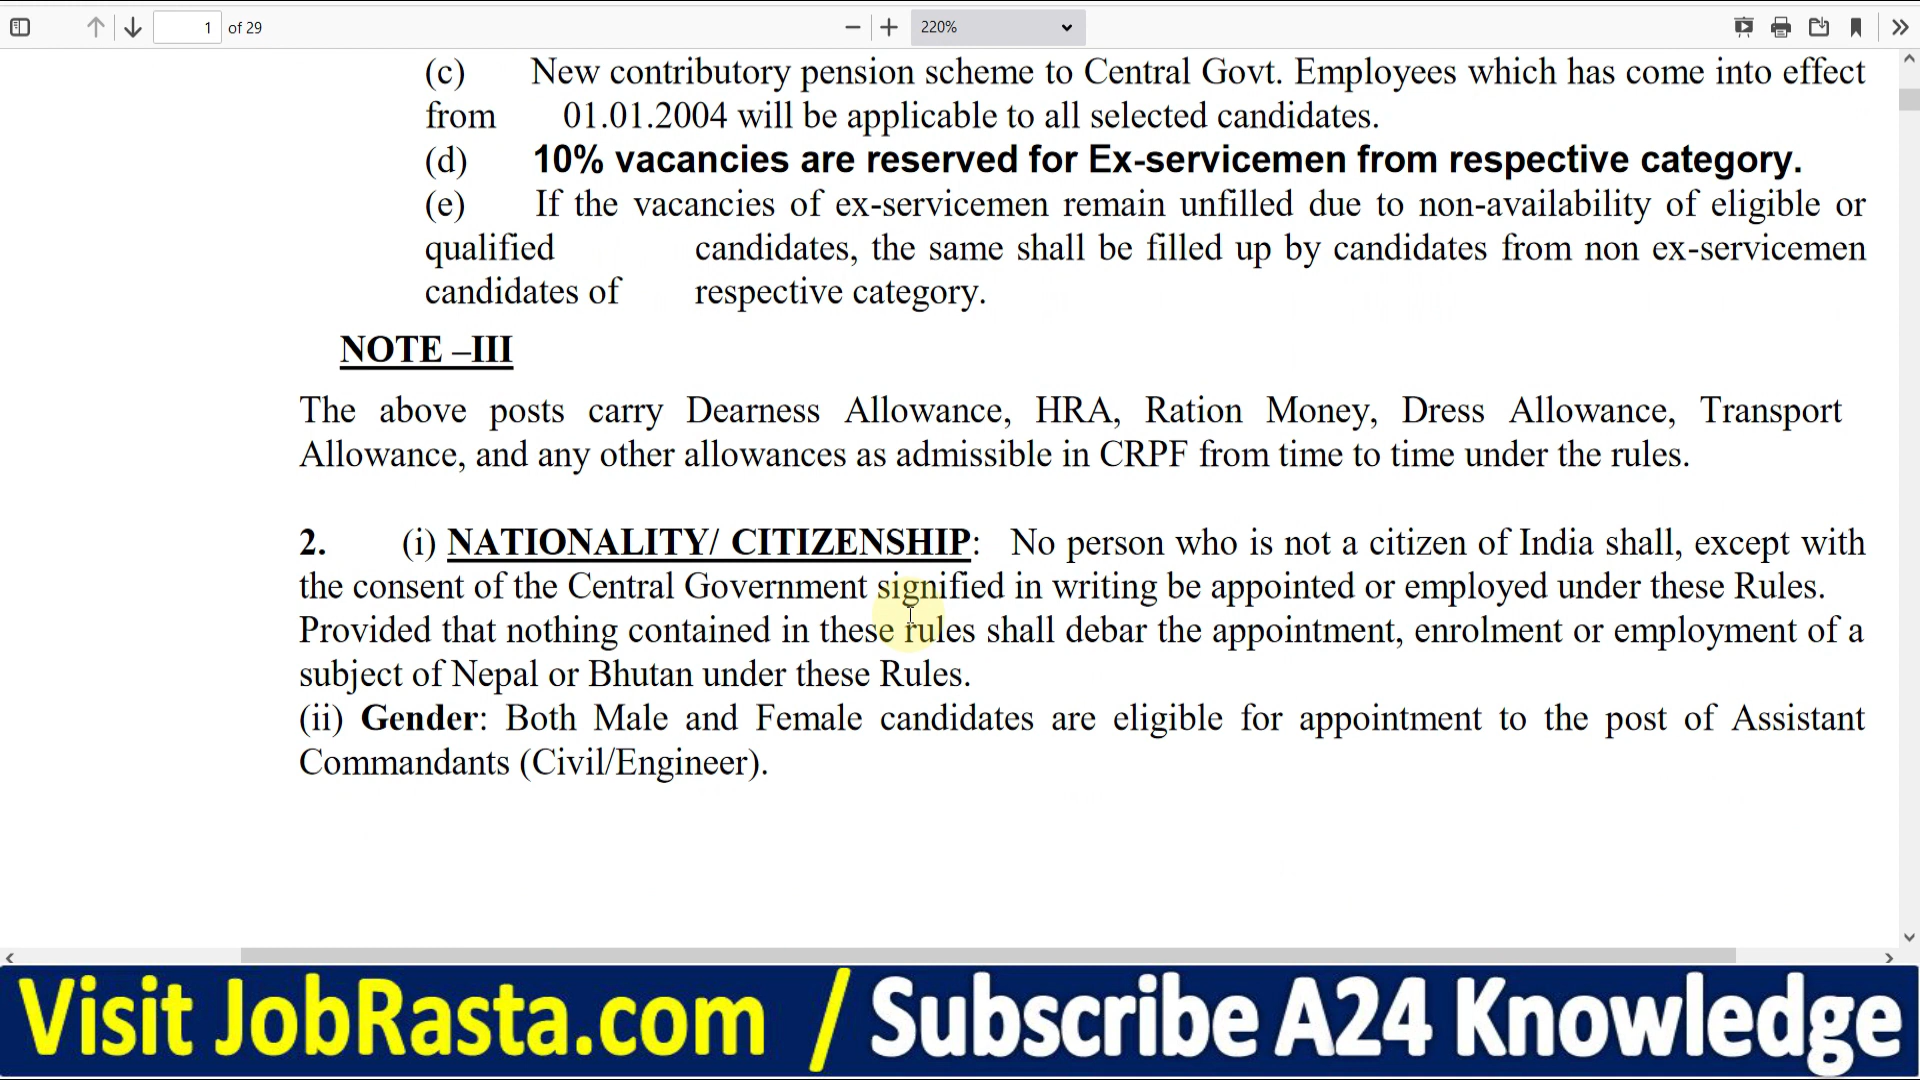 1 of 29 220%
(c) New contributory pension scheme to Central Govt. Employees which has come into effect
from 01.01.2004 will be applicable to all selected candidates.
(d) 10% vacancies are reserved for Ex-servicemen from respective category.
(e) If the vacancies of ex-servicemen remain unfilled due to non-availability of eligible or
qualified candidates, the same shall be filled up by candidates from non ex-servicemen
candidates of respective category.
NOTE –III
The above posts carry Dearness Allowance, HRA, Ration Money, Dress Allowance, Transport
Allowance, and any other allowances as admissible in CRPF from time to time under the rules.
2. (i) NATIONALITY/ CITIZENSHIP: No person who is not a citizen of India shall, except with
the consent of the Central Government signified in writing be appointed or employed under these Rules.
Provided that nothing contained in these rules shall debar the appointment, enrolment or employment of a
subject of Nepal or Bhutan under these Rules.
(ii) Gender: Both Male and Female candidates are eligible for appointment to the post of Assistant
Commandants (Civil/Engineer).
Visit JobRasta.com / Subscribe A24 Knowledge